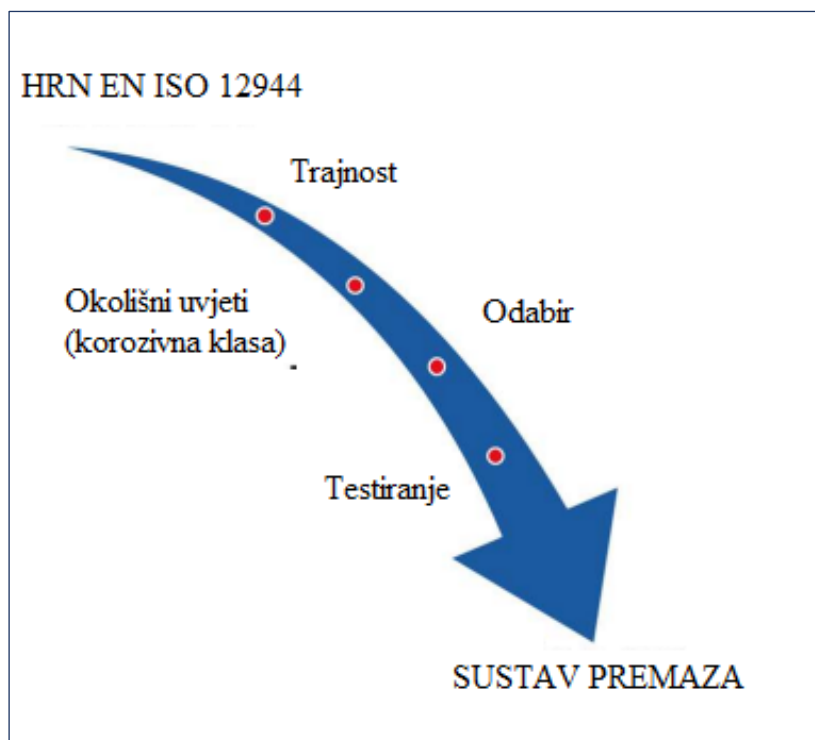 HRN EN ISO 12944
Trajnost
Okolišni uvjeti
(korozivna klasa)
Odabir
Testiranje
SUSTAV PREMAZA